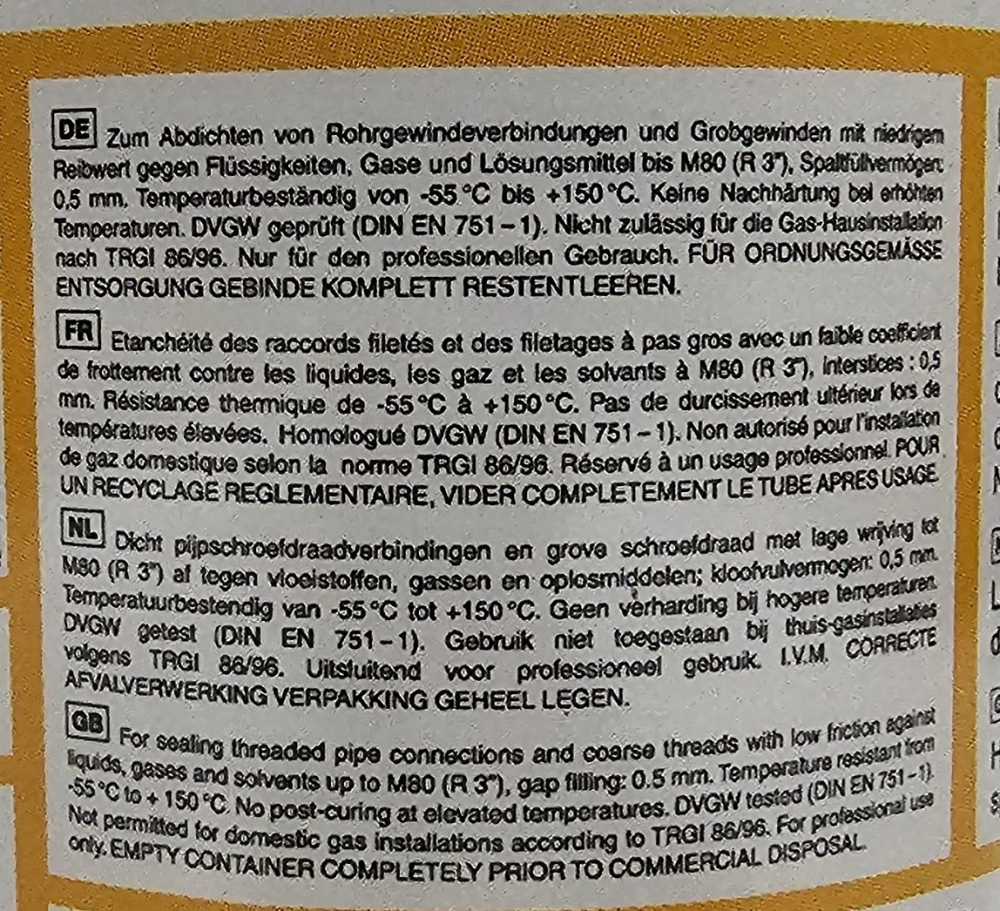 DE Zum Abdichten von Rohrgewindeverbindungen und Grobgewinden mit niedrigem
Reibwert gegen Flüssigkeiten, Gase und Lösungsmittel bis M80 (R 3"), Spaltfüllvermögen:
0,5 mm. Temperaturbeständig von -55 °C bis +150 °C. Keine Nachhärtung bei erhöhten
Temperaturen. DVGW geprüft (DIN EN 751–1). Nicht zulässig für die Gas-Hausinstallation
nach TRGI 86/96. Nur für den professionellen Gebrauch. FÜR ORDNUNGSGEMÄSSE
ENTSORGUNG GEBINDE KOMPLETT RESTENTLEEREN.
FR Etanchéité des raccords filetés et des filetages à pas gros avec un faible coefficient
de frottement contre les liquides, les gaz et les solvants à M80 (R 3"), Interstices : 0,5
mm. Résistance thermique de -55 °C à +150 °C. Pas de durcissement ultérieur lors de
températures élevées. Homologué DVGW (DIN EN 751–1). Non autorisé pour l'installation
de gaz domestique selon la norme TRGI 86/96. Réservé à un usage professionnel. POUR
UN RECYCLAGE REGLEMENTAIRE, VIDER COMPLETEMENT LE TUBE APRES USAGE.
NL Dicht pijpschroefdraadverbindingen en grove schroefdraad met lage wrijving tot
M80 (R 3") af tegen vloeistoffen, gassen en oplosmiddelen; kloofvulvermogen: 0,5 mm.
Temperatuurbestendig van -55 °C tot +150 °C. Geen verharding bij hogere temperaturen.
DVGW getest (DIN EN 751–1). Gebruik niet toegestaan bij thuis-gasinstallaties
volgens TRGI 86/96. Uitsluitend voor professioneel gebruik. I.V.M. CORRECTE
AFVALVERWERKING VERPAKKING GEHEEL LEGEN.
GB For sealing threaded pipe connections and coarse threads with low friction against
liquids, gases and solvents up to M80 (R 3"), gap filling: 0.5 mm. Temperature resistant from
-55 °C to + 150 °C. No post-curing at elevated temperatures. DVGW tested (DIN EN 751–1).
Not permitted for domestic gas installations according to TRGI 86/96. For professional use
only. EMPTY CONTAINER COMPLETELY PRIOR TO COMMERCIAL DISPOSAL.